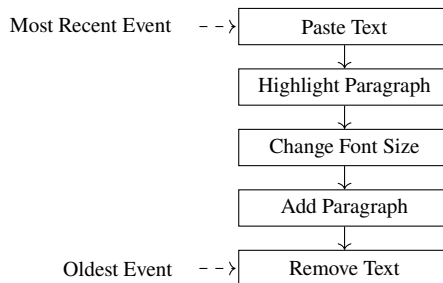 Most Recent Event Paste Text
Highlight Paragraph
Change Font Size
Add Paragraph
Oldest Event Remove Text